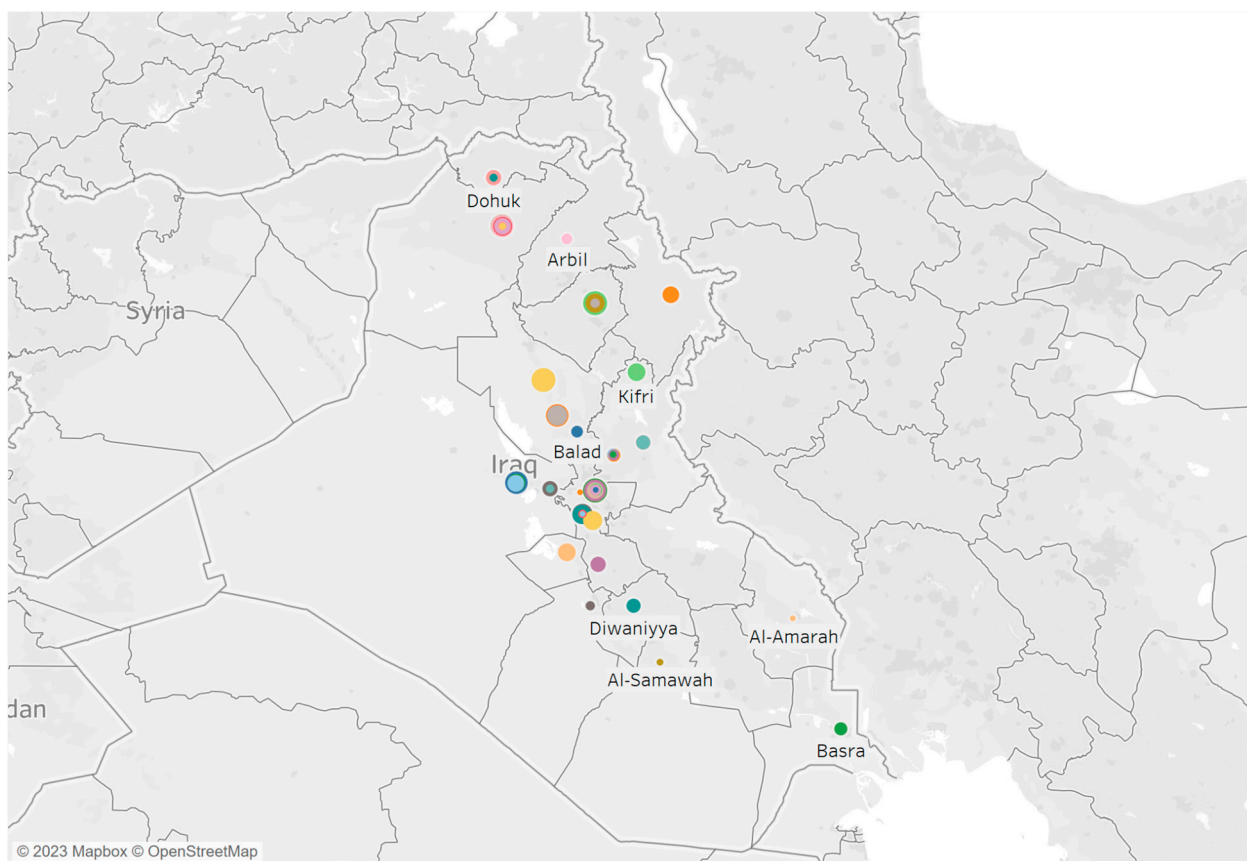 Dohuk
Arbil
Syria
Kifri
Balad
Iraq
Diwaniyya
Al-Amarah
Al-Samawah
dan
Basra
© 2023 Mapbox © OpenStreetMap